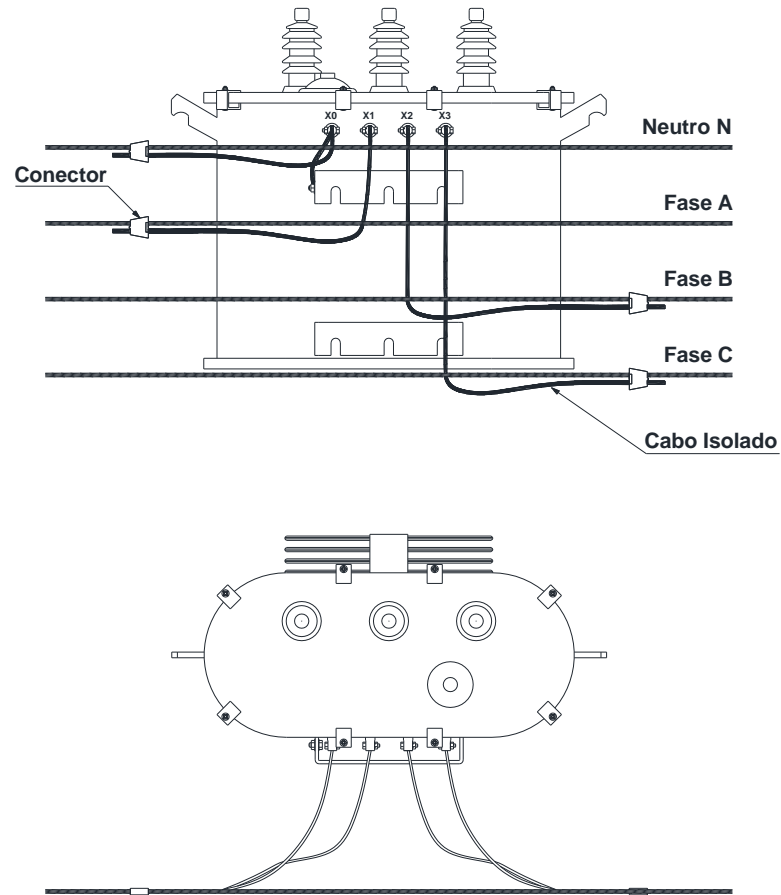 X0 X1 X2 X3
Neutro N
Conector
Fase A
Fase B
Fase C
Cabo Isolado